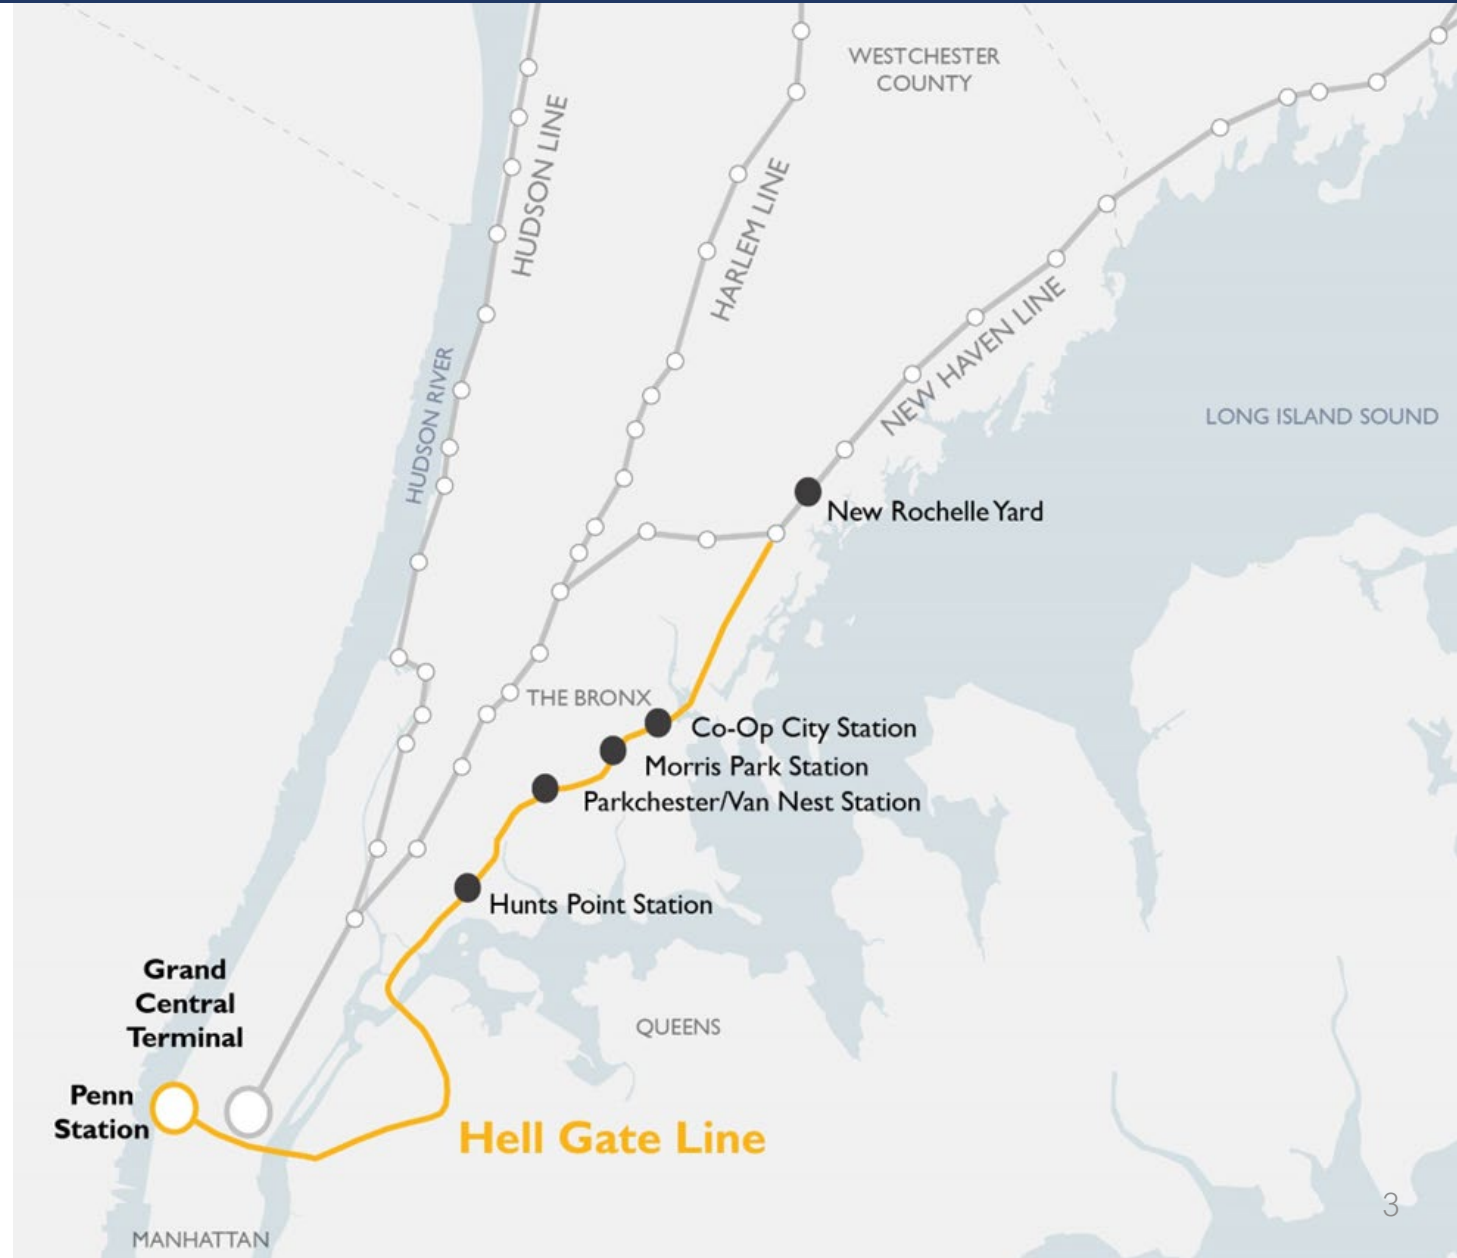 WESTCHESTER
COUNTY
HUDSON LINE
HARLEM LINE
NEW HAVEN LINE
HUDSON RIVER
LONG ISLAND SOUND
New Rochelle Yard
THE BRONX
Co-Op City Station
Morris Park Station
Parkchester/Van Nest Station
Hunts Point Station
Grand
Central
Terminal
QUEENS
Penn
Station
Hell Gate Line
3
MANHATTAN